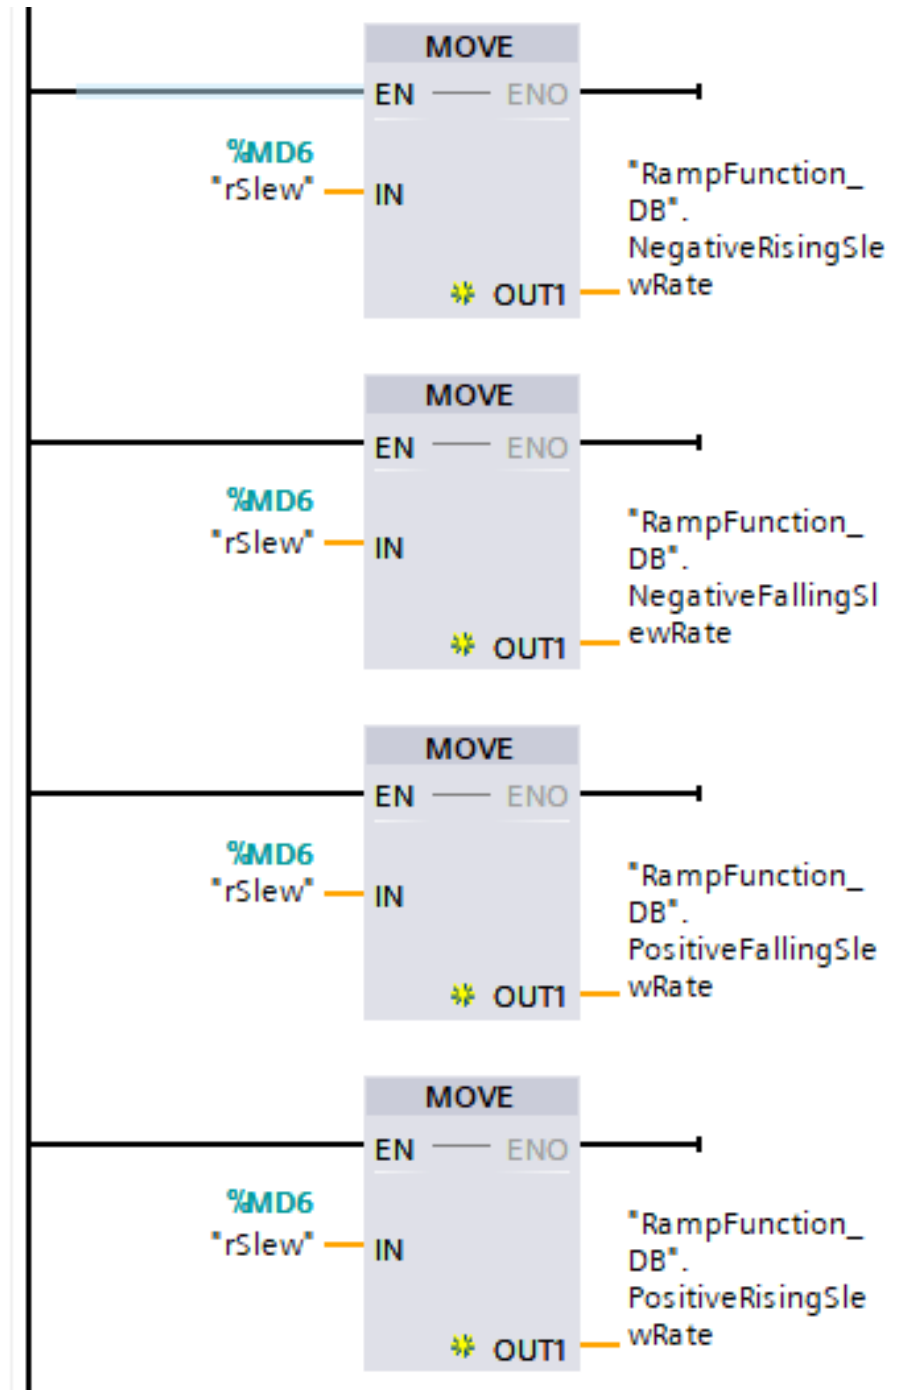 MOVE
EN ENO
%MD6
"rSlew" IN
"RampFunction_
DB".
NegativeRisingSle
wRate
OUT1
MOVE
EN ENO
%MD6
"rSlew" IN
"RampFunction_
DB".
NegativeFallingSl
ewRate
OUT1
MOVE
EN ENO
%MD6
"rSlew" IN
"RampFunction_
DB".
PositiveFallingSle
wRate
OUT1
MOVE
EN ENO
%MD6
"rSlew" IN
"RampFunction_
DB".
PositiveRisingSle
wRate
OUT1